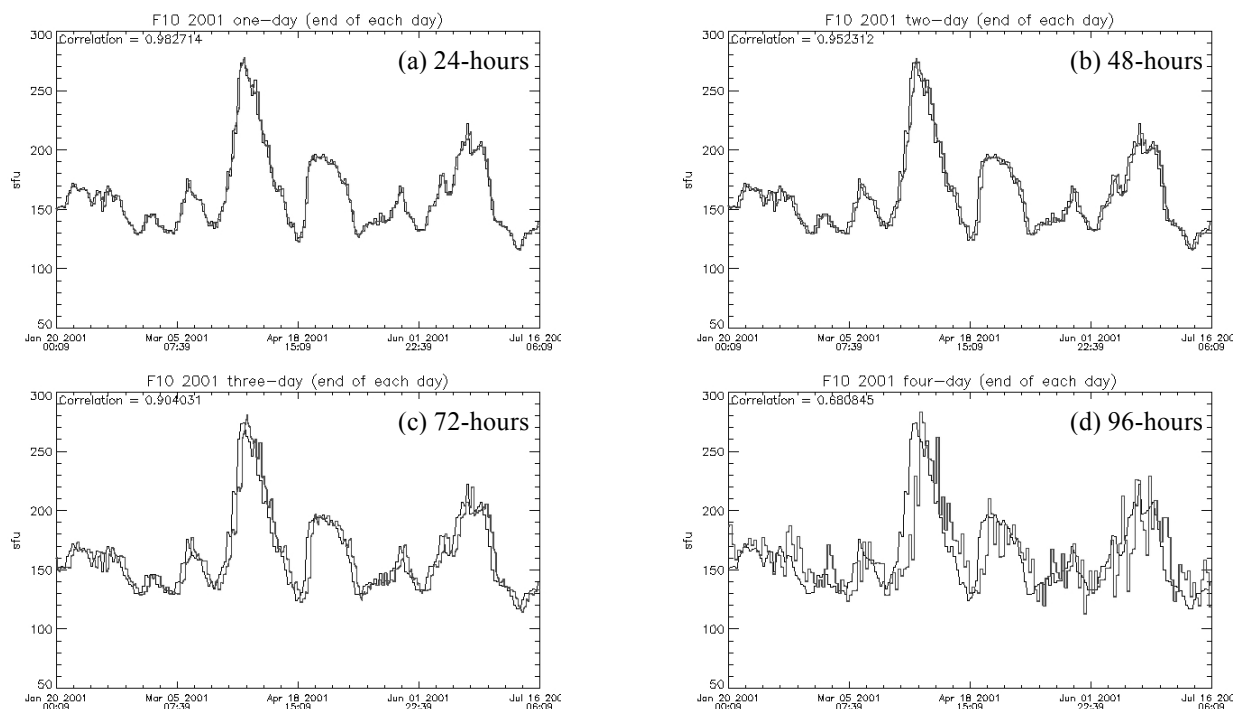 F10 2001 one-day (end of each day)
Correlation = 0.982714
(a) 24-hours
300
250
200
150
100
50
sfu
Jan 20 2001 Mar 05 2001 Apr 18 2001 Jun 01 2001 Jul 16 200
00:09 07:39 15:09 22:39 06:09
F10 2001 two-day (end of each day)
Correlation = 0.952312
(b) 48-hours
300
250
200
150
100
50
sfu
Jan 20 2001 Mar 05 2001 Apr 18 2001 Jun 01 2001 Jul 16 200
00:09 07:39 15:09 22:39 06:09
F10 2001 three-day (end of each day)
Correlation = 0.904031
(c) 72-hours
300
250
200
150
100
50
sfu
Jan 20 2001 Mar 05 2001 Apr 18 2001 Jun 01 2001 Jul 16 200
00:09 07:39 15:09 22:39 06:09
F10 2001 four-day (end of each day)
Correlation = 0.680845
(d) 96-hours
300
250
200
150
100
50
sfu
Jan 20 2001 Mar 05 2001 Apr 18 2001 Jun 01 2001 Jul 16 200
00:09 07:39 15:09 22:39 06:09